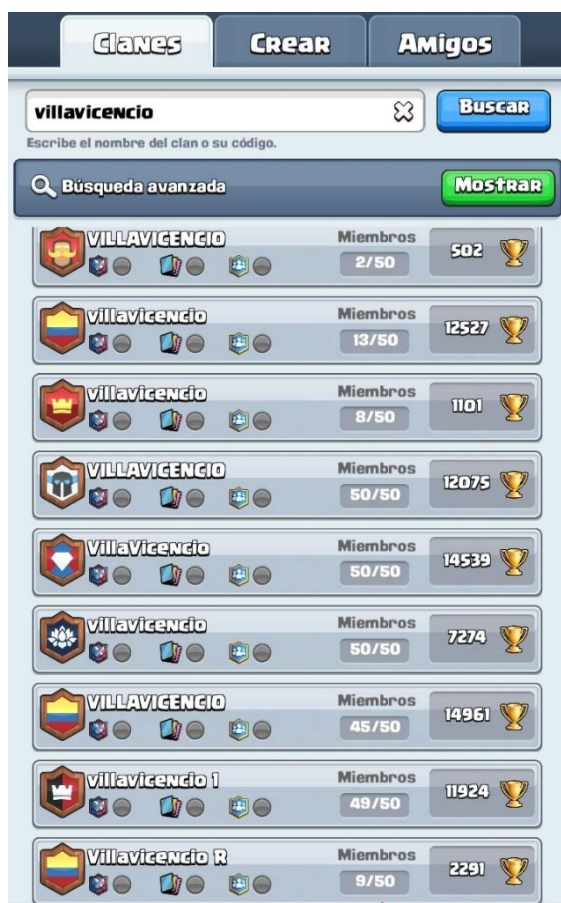 Clanes Crear Amigos
villavicencio Buscar
Escribe el nombre del clan o su código.
Búsqueda avanzada Mostrar
VILLAVICENCIO Miembros 502
2/50
villavicencio Miembros 12527
13/50
villavicencio Miembros 1101
8/50
VILLAVICENCIO Miembros 12075
50/50
VillaVicencio Miembros 14539
50/50
villavicencio Miembros 7274
50/50
VILLAVICENCIO Miembros 14961
45/50
villavicencio 1 Miembros 11924
49/50
Villavicencio R Miembros 2291
9/50